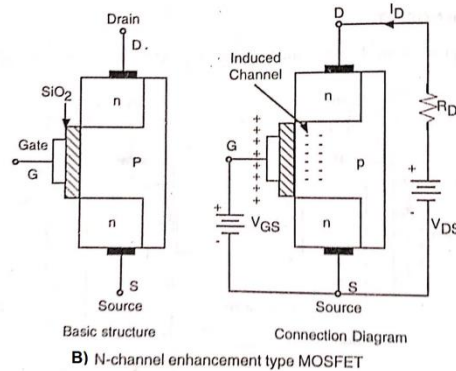 Drain
D
n
SiO2
Gate
G
P
n
S
Source
Basic structure
D
ID
Induced
Channel
n
RD
G
+ + + + + + + + +
p
+
-
VGS
n
+
-
VDS
S
Source
Connection Diagram
B) N-channel enhancement type MOSFET